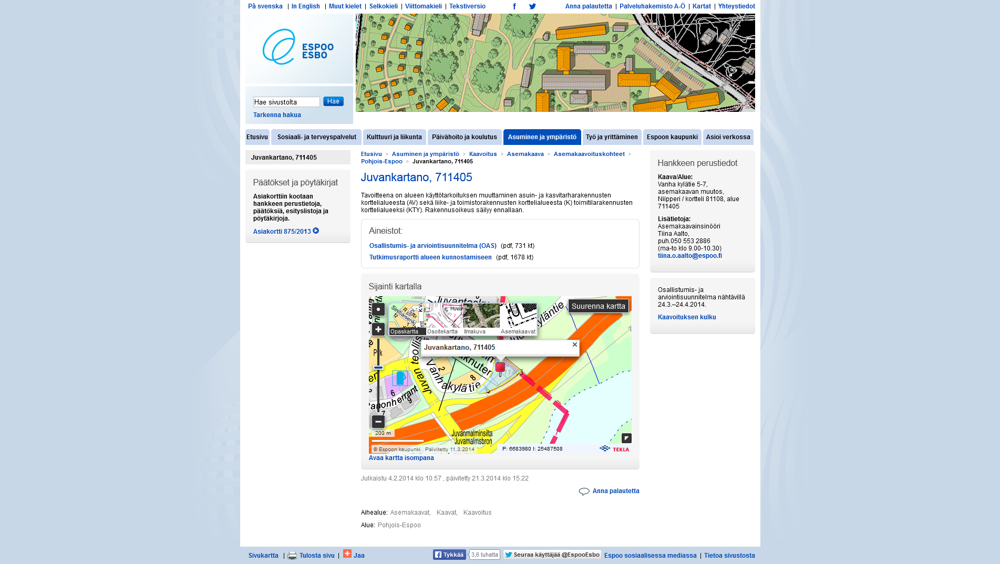 På svenska | In English | Muut kielet | Selkokieli | Viittomakieli | Tekstiversio
Anna palautetta | Palveluhakemisto A-Ö | Kartat | Yhteystiedot
ESPOO
ESBO
Hae sivustolta
Hae
Tarkenna hakua
Etusivu
Sosiaali- ja terveyspalvelut
Kulttuuri ja liikunta
Päivähoito ja koulutus
Asuminen ja ympäristö
Työ ja yrittäminen
Espoon kaupunki
Asioi verkossa
Juvankartano, 711405
Päätökset ja pöytäkirjat
Asiakorttiin kootaan
hankkeen perustietoja,
päätöksiä, esityslistoja ja
pöytäkirjoja.
Asiakortti 875/2013
Etusivu > Asuminen ja ympäristö > Kaavoitus > Asemakaava > Asemakaavoituskohteet >
Pohjois-Espoo > Juvankartano, 711405
Juvankartano, 711405
Tavoitteena on alueen käyttötarkoituksen muuttaminen asuin- ja kasvitarharakennusten
korttelialueesta (AV) sekä liike- ja toimistorakennusten korttelialueesta (K) toimitilarakennusten
korttelialueeksi (KTY). Rakennusoikeus säilyy ennallaan.
Aineistot:
Osallistumis- ja arviointisuunnitelma (OAS) (pdf, 731 kt)
Tutkimusraportti alueen kunnostamiseen (pdf, 1678 kt)
Sijainti kartalla
Suurenna kartta
Opaskartta
Osoitekartta
Ilmakuva
Asemakaavat
Juvankartano, 711405
Vanhakylätie
2
8
6
9
7
Juvanmalminsilta
Juvamalmsbron
200 m
© Espoon kaupunki . Päivitetty 11.3.2014
P: 6683980 I: 25487508
TEKLA
Avaa kartta isompana
Julkaistu 4.2.2014 klo 10.57 , päivitetty 21.3.2014 klo 15.22
Anna palautetta
Aihealue: Asemakaavat, Kaavat, Kaavoitus
Alue: Pohjois-Espoo
Hankkeen perustiedot
Kaava/Alue:
Vanha kylätie 5-7,
asemakaavan muutos,
Niipperi / kortteli 81108, alue
711405
Lisätietoja:
Asemakaavainsinööri
Tiina Aalto,
puh.050 553 2886
(ma-to klo 9.00-10.30)
tiina.o.aalto@espoo.fi
Osallistumis- ja
arviointisuunnitelma nähtävillä
24.3.–24.4.2014.
Kaavoituksen kulku
Sivukartta | Tulosta sivu | Jaa
Tykkää
3,6 tuhatta
Seuraa käyttäjää @EspooEsbo
Espoo sosiaalisessa mediassa | Tietoa sivustosta